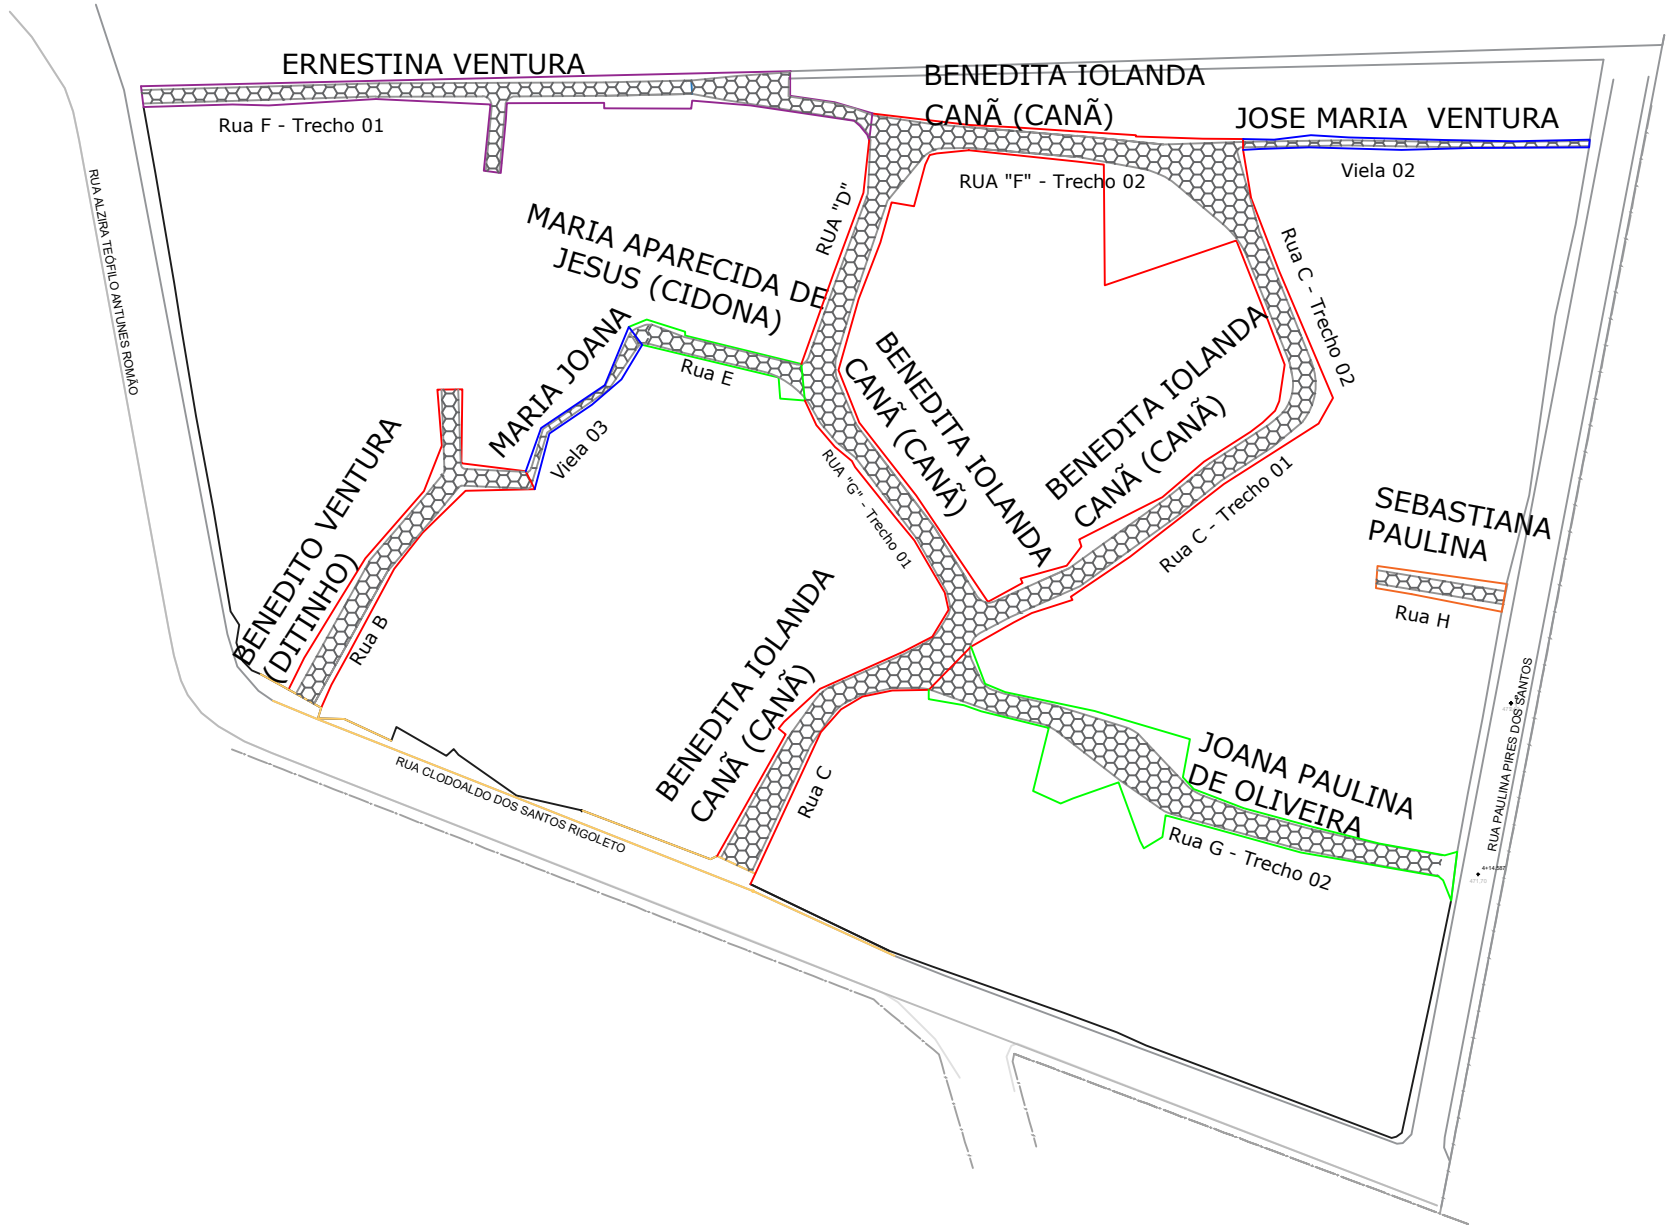 ERNESTINA VENTURA
Rua F - Trecho 01
BENEDITA IOLANDA
CANÃ (CANÃ)
RUA "F" - Trecho 02
JOSE MARIA  VENTURA
Viela 02
RUA ALZIRA TEÓFILO ANTUNES ROMÃO
MARIA APARECIDA DE
JESUS (CIDONA)
RUA "D"
Rua C - Trecho 02
MARIA JOANA
Rua E
Viela 03
BENEDITA IOLANDA
CANÃ (CANÃ)
RUA "G" - Trecho 01
BENEDITA IOLANDA
CANÃ (CANÃ)
Rua C - Trecho 01
BENEDITO VENTURA
(DITINHO)
Rua B
SEBASTIANA
PAULINA
Rua H
BENEDITA IOLANDA
CANÃ (CANÃ)
Rua C
JOANA PAULINA
DE OLIVEIRA
Rua G - Trecho 02
RUA PAULINA PIRES DOS SANTOS
RUA CLODOALDO DOS SANTOS RIGOLETO
4+14.587